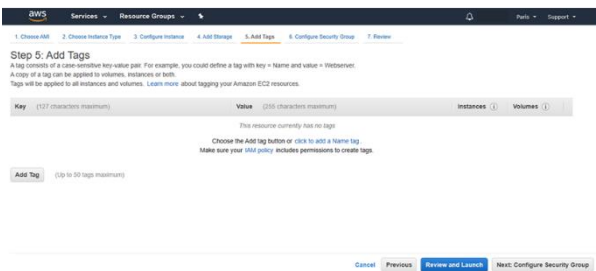 aws Services Resource Groups Paris Support
1. Choose AMI 2. Choose Instance Type 3. Configure Instance 4. Add Storage 5. Add Tags 6. Configure Security Group 7. Review
Step 5: Add Tags
A tag consists of a case-sensitive key-value pair. For example, you could define a tag with key = Name and value = Webserver.
A copy of a tag can be applied to volumes, instances or both.
Tags will be applied to all instances and volumes. Learn more about tagging your Amazon EC2 resources.
Key (127 characters maximum) Value (255 characters maximum) Instances Volumes
This resource currently has no tags
Choose the Add tag button or click to add a Name tag.
Make sure your IAM policy includes permissions to create tags.
Add Tag (Up to 50 tags maximum)
Cancel Previous Review and Launch Next: Configure Security Group